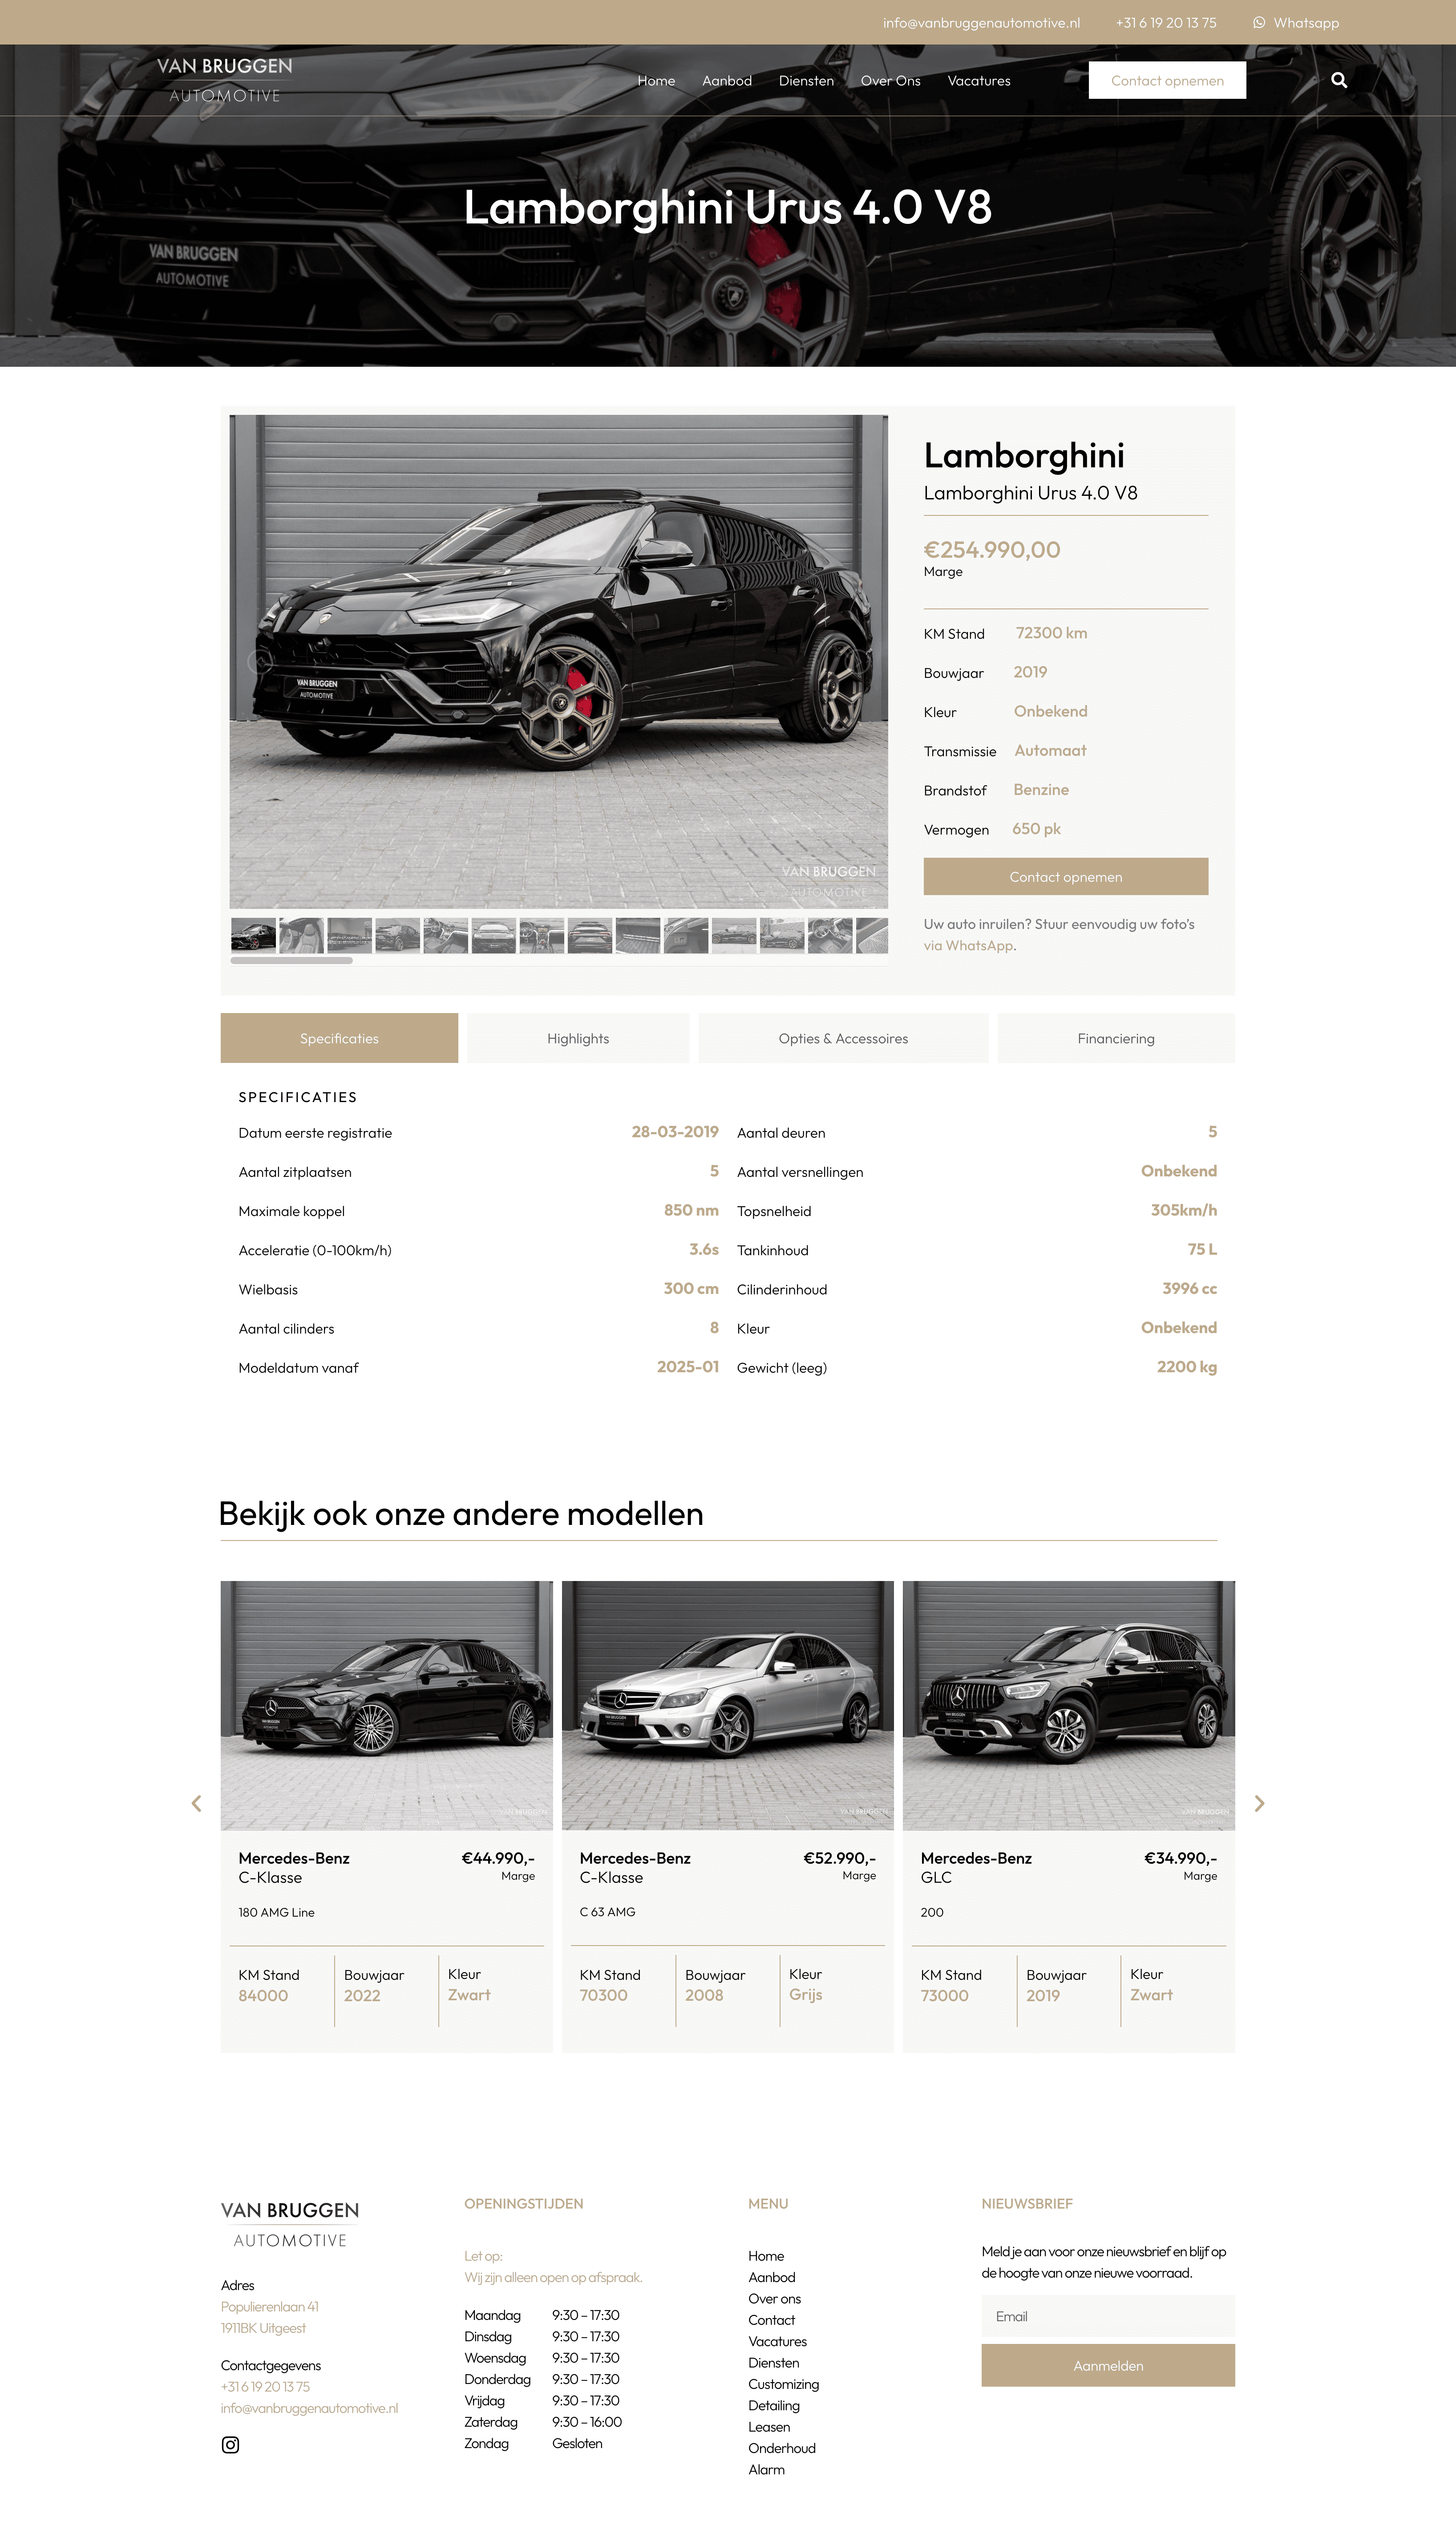 info@vanbruggenautomotive.nl +31 6 19 20 13 75 Whatsapp
VAN BRUGGEN
AUTOMOTIVE
Home Aanbod Diensten Over Ons Vacatures Contact opnemen
Lamborghini Urus 4.0 V8
VAN BRUGGEN
AUTOMOTIVE
Lamborghini
Lamborghini Urus 4.0 V8
€254.990,00
Marge
KM Stand 72300 km
Bouwjaar 2019
Kleur Onbekend
Transmissie Automaat
Brandstof Benzine
Vermogen 650 pk
Contact opnemen
Uw auto inruilen? Stuur eenvoudig uw foto's
via WhatsApp.
VAN BRUGGEN
AUTOMOTIVE
VAN BRUGGEN
AUTOMOTIVE
Specificaties Highlights Opties & Accessoires Financiering
SPECIFICATIES
Datum eerste registratie 28-03-2019 Aantal deuren 5
Aantal zitplaatsen 5 Aantal versnellingen Onbekend
Maximale koppel 850 nm Topsnelheid 305km/h
Acceleratie (0-100km/h) 3.6s Tankinhoud 75 L
Wielbasis 300 cm Cilinderinhoud 3996 cc
Aantal cilinders 8 Kleur Onbekend
Modeldatum vanaf 2025-01 Gewicht (leeg) 2200 kg
Bekijk ook onze andere modellen
VAN BRUGGEN
VAN BRUGGEN
VAN BRUGGEN
Mercedes-Benz €44.990,-
C-Klasse Marge
180 AMG Line
KM Stand Bouwjaar Kleur
84000 2022 Zwart
Mercedes-Benz €52.990,-
C-Klasse Marge
C 63 AMG
KM Stand Bouwjaar Kleur
70300 2008 Grijs
Mercedes-Benz €34.990,-
GLC Marge
200
KM Stand Bouwjaar Kleur
73000 2019 Zwart
VAN BRUGGEN
AUTOMOTIVE
Adres
Populierenlaan 41
1911BK Uitgeest
Contactgegevens
+31 6 19 20 13 75
info@vanbruggenautomotive.nl
OPENINGSTIJDEN
Let op:
Wij zijn alleen open op afspraak.
Maandag 9:30 – 17:30
Dinsdag 9:30 – 17:30
Woensdag 9:30 – 17:30
Donderdag 9:30 – 17:30
Vrijdag 9:30 – 17:30
Zaterdag 9:30 – 16:00
Zondag Gesloten
MENU
Home
Aanbod
Over ons
Contact
Vacatures
Diensten
Customizing
Detailing
Leasen
Onderhoud
Alarm
NIEUWSBRIEF
Meld je aan voor onze nieuwsbrief en blijf op
de hoogte van onze nieuwe voorraad.
Email
Aanmelden